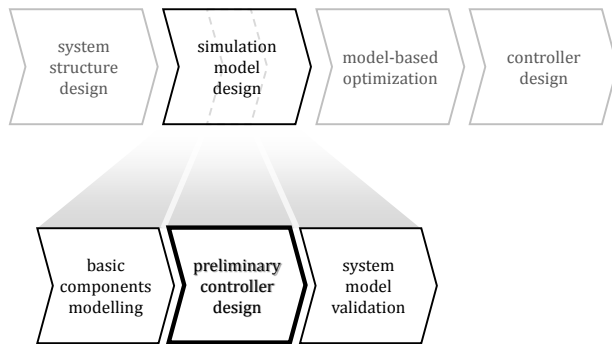 system
structure
design
simulation
model
design
model-based
optimization
controller
design
basic
components
modelling
preliminary
controller
design
system
model
validation